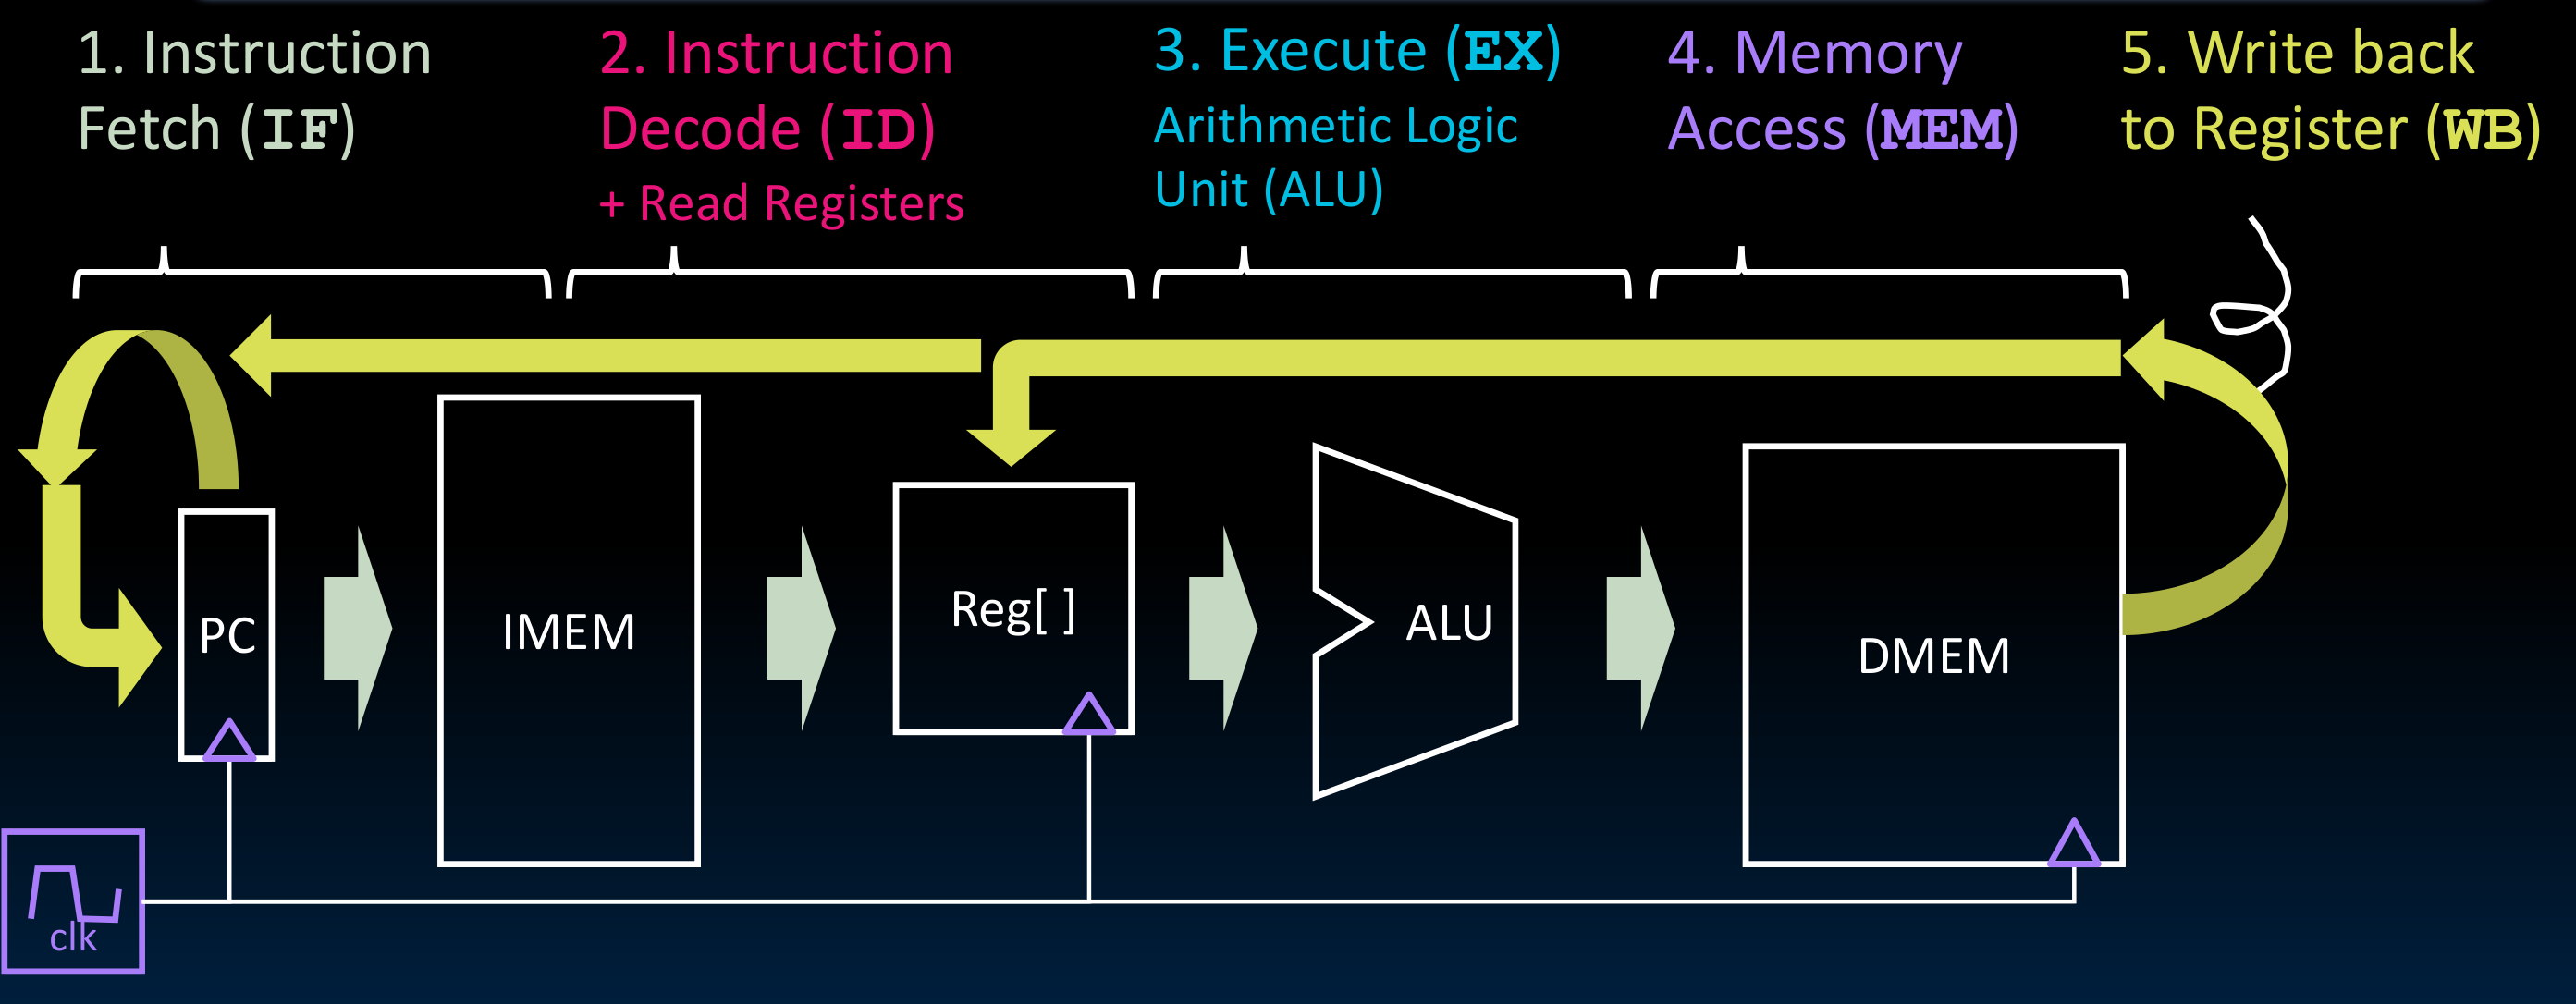 1. Instruction
Fetch (IF)
2. Instruction
Decode (ID)
+ Read Registers
3. Execute (EX)
Arithmetic Logic
Unit (ALU)
4. Memory
Access (MEM)
5. Write back
to Register (WB)
PC
IMEM
Reg[ ]
ALU
DMEM
clk